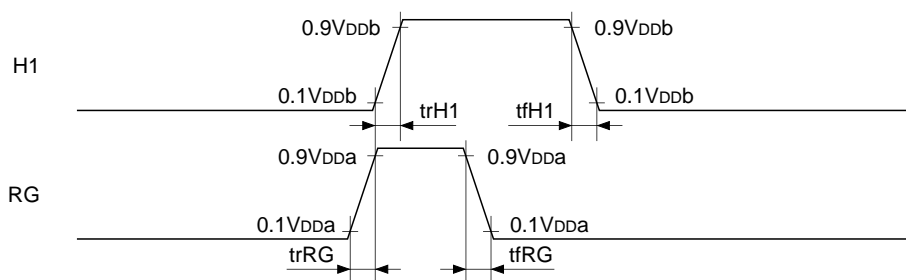 0.9VDDb 0.9VDDb
H1
0.1VDDb trH1 tfH1 0.1VDDb
0.9VDDa 0.9VDDa
RG
0.1VDDa 0.1VDDa
trRG tfRG